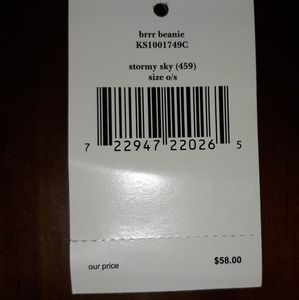 brrr beanie
KS1001749C
stormy sky (459)
size o/s
7 22947 22026 5
our price $58.00